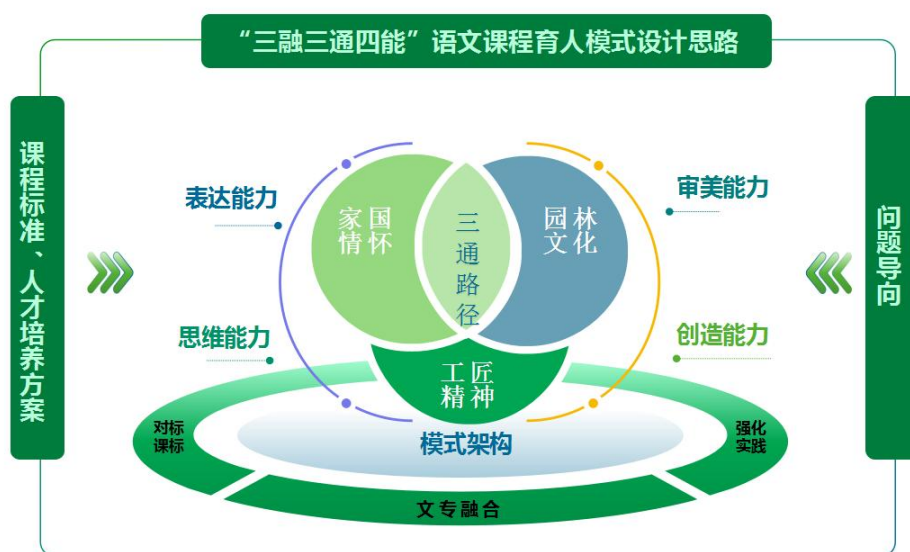 “三融三通四能”语文课程育人模式设计思路
课程标准、人才培养方案
表达能力
思维能力
家国
情怀
三通路径
园林
文化
工匠
精神
审美能力
创造能力
问题导向
对标
课标
模式架构
强化
实践
文专融合